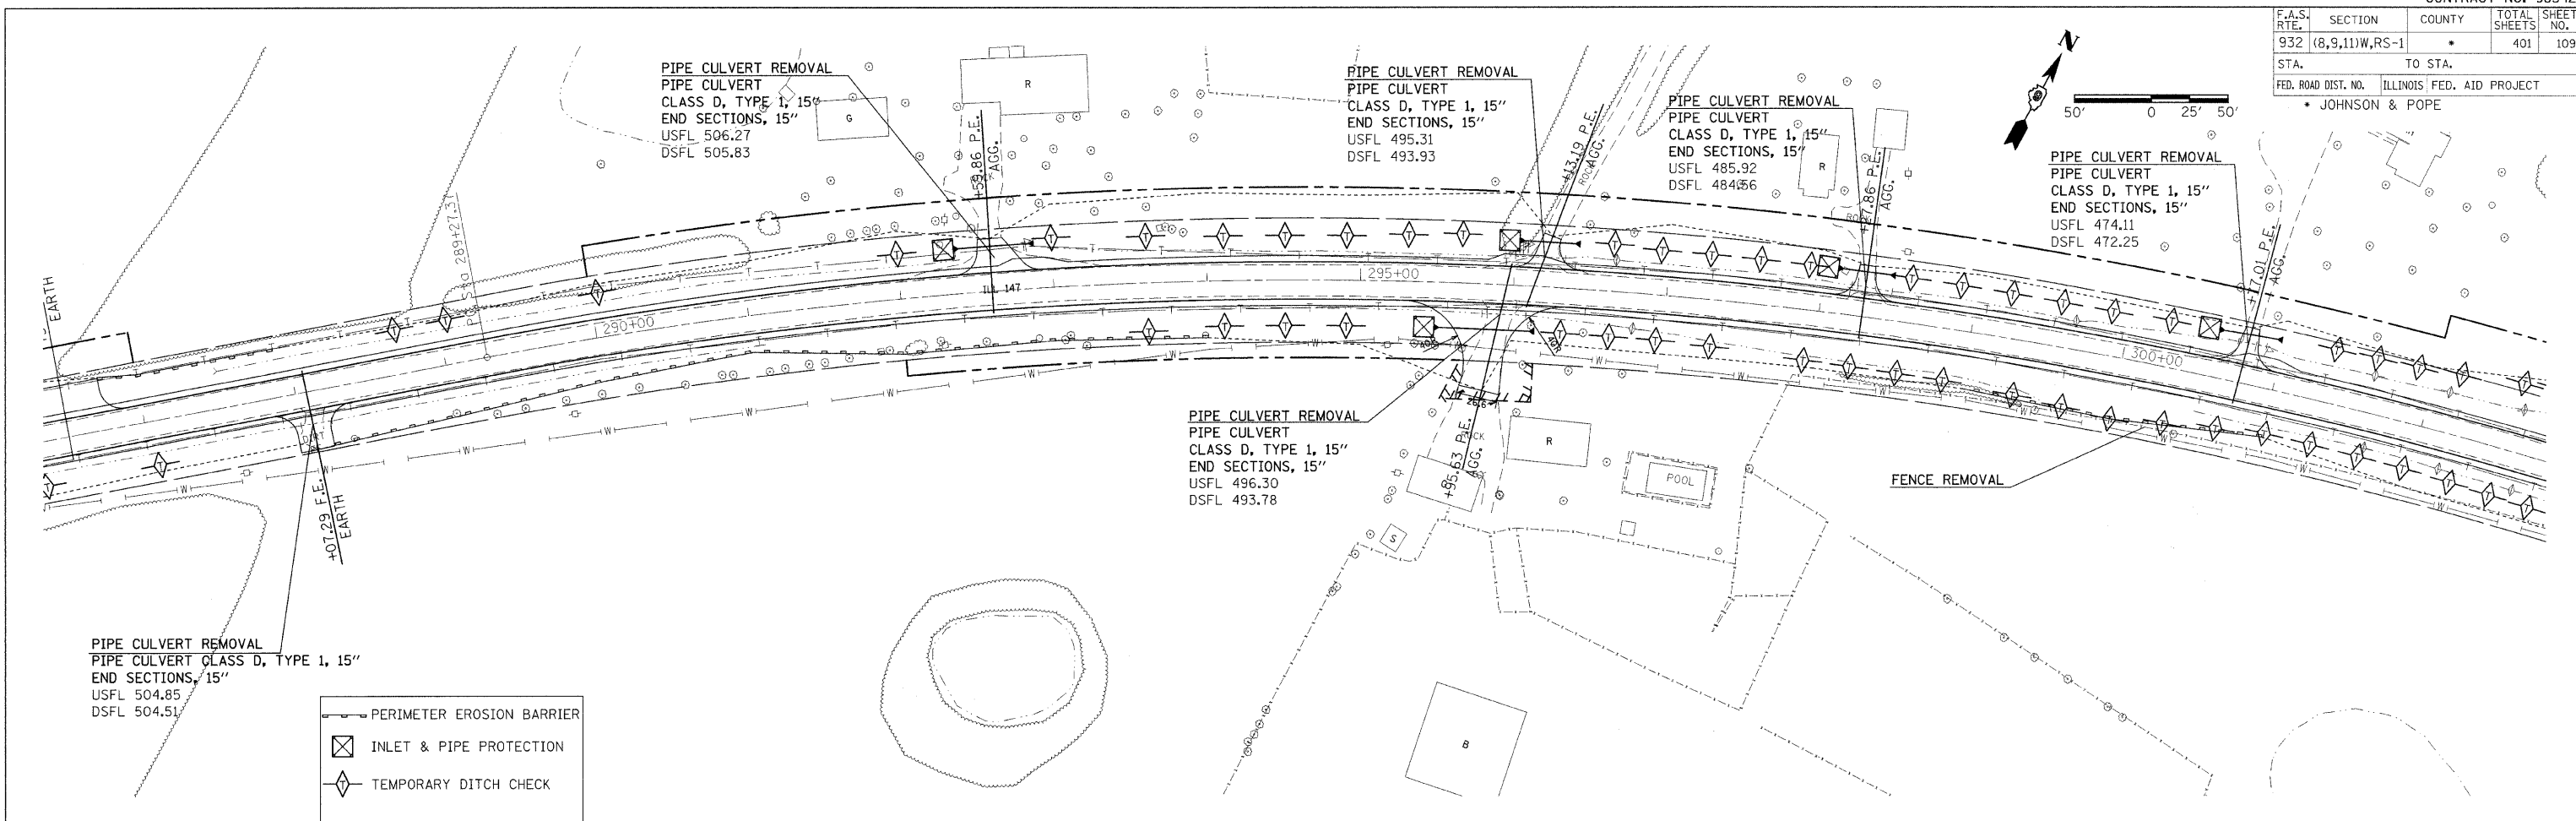 F.A.S. RTE. SECTION COUNTY TOTAL SHEETS SHEET NO.
932 (8,9,11)W,RS-1 * 401 109
STA. TO STA.
FED. ROAD DIST. NO. ILLINOIS FED. AID PROJECT
* JOHNSON & POPE
N
50' 0 25' 50'
PIPE CULVERT REMOVAL
PIPE CULVERT
CLASS D, TYPE 1, 15"
END SECTIONS, 15"
USFL 506.27
DSFL 505.83
G
R
+59.86 P.E.
AGG.
PIPE CULVERT REMOVAL
PIPE CULVERT
CLASS D, TYPE 1, 15"
END SECTIONS, 15"
USFL 495.31
DSFL 493.93
+13.19 P.E.
AGG.
ROCK
PIPE CULVERT REMOVAL
PIPE CULVERT
CLASS D, TYPE 1, 15"
END SECTIONS, 15"
USFL 485.92
DSFL 484.56
R
+17.86 P.E.
AGG.
PIPE CULVERT REMOVAL
PIPE CULVERT
CLASS D, TYPE 1, 15"
END SECTIONS, 15"
USFL 474.11
DSFL 472.25
+77.01 P.E.
AGG.
EARTH
289+27.31
290+00
ILL 147
295+00
300+00
+07.29 F.E.
EARTH
PIPE CULVERT REMOVAL
PIPE CULVERT
CLASS D, TYPE 1, 15"
END SECTIONS, 15"
USFL 496.30
DSFL 493.78
+95.63 P.E.
AGG.
R
POOL
S
B
FENCE REMOVAL
PIPE CULVERT REMOVAL
PIPE CULVERT CLASS D, TYPE 1, 15"
END SECTIONS, 15"
USFL 504.85
DSFL 504.51
PERIMETER EROSION BARRIER
INLET & PIPE PROTECTION
T TEMPORARY DITCH CHECK